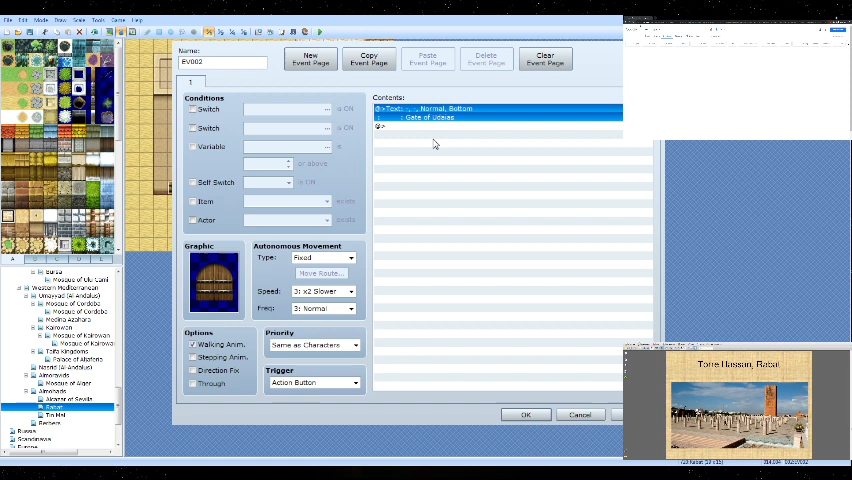 File Edit Mode Draw Scale Tools Game Help
Name:
EV002
New
Event Page
Copy
Event Page
Paste
Event Page
Delete
Event Page
Clear
Event Page
1
Conditions
Switch
is ON
Switch
is ON
Variable
is
or above
Self Switch
is ON
Item
exists
Actor
exists
Graphic
Autonomous Movement
Type: Fixed
Move Route...
Speed: 3: x2 Slower
Freq: 3: Normal
Options
Walking Anim.
Stepping Anim.
Direction Fix
Through
Priority
Same as Characters
Trigger
Action Button
Contents:
@>Text: -, -, Normal, Bottom
: : Gate of Udaias
@>
OK
Cancel
A B C D E
Bursa
Mosque of Ulu Cami
Western Mediterranean
Umayyad (Al-Andalus)
Mosque of Cordoba
Mosque of Cordoba
Medina Azahara
Kairowan
Mosque of Kairowan
Mosque of Kairowa
Taifa Kingdoms
Palace of Aljaferia
Nasrid (Al-Andalus)
Almoravids
Mosque of Alger
Almohads
Alcazar of Sevilla
Rabat
Tin Mal
Berbers
Russia
Scandinavia
Europe
Torre Hassan, Rabat